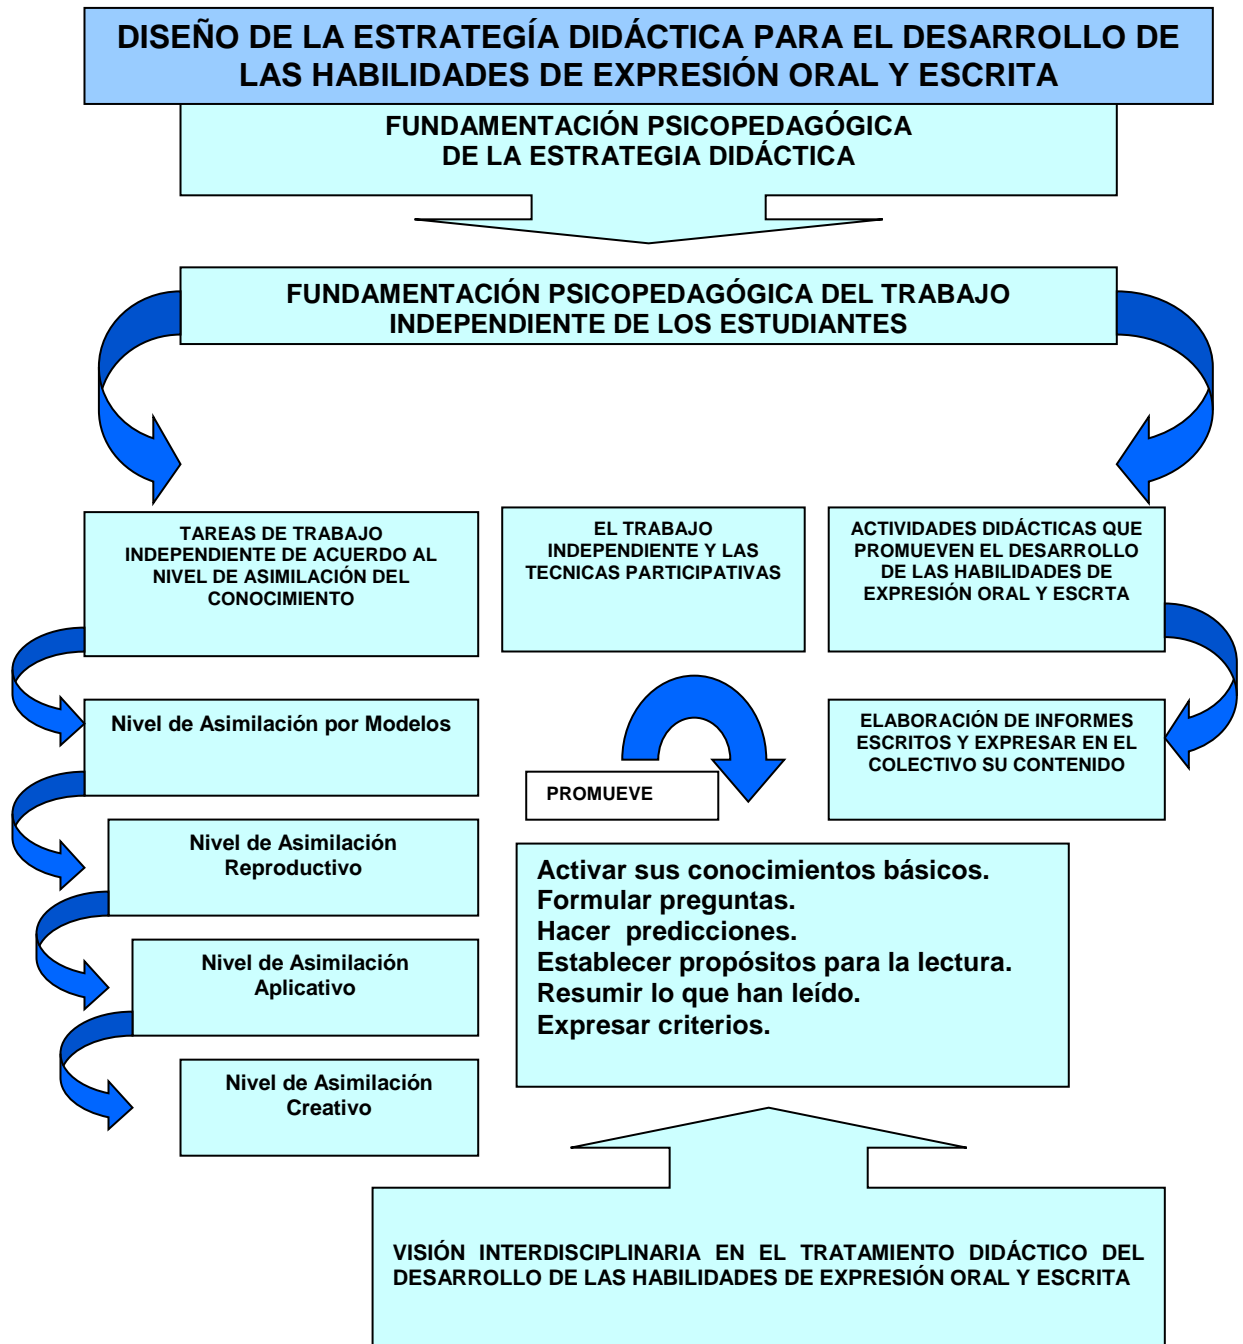 DISEÑO DE LA ESTRATEGÍA DIDÁCTICA PARA EL DESARROLLO DE
LAS HABILIDADES DE EXPRESIÓN ORAL Y ESCRITA
FUNDAMENTACIÓN PSICOPEDAGÓGICA
DE LA ESTRATEGIA DIDÁCTICA
FUNDAMENTACIÓN PSICOPEDAGÓGICA DEL TRABAJO
INDEPENDIENTE DE LOS ESTUDIANTES
TAREAS DE TRABAJO
INDEPENDIENTE DE ACUERDO AL
NIVEL DE ASIMILACIÓN DEL
CONOCIMIENTO
EL TRABAJO
INDEPENDIENTE Y LAS
TECNICAS PARTICIPATIVAS
ACTIVIDADES DIDÁCTICAS QUE
PROMUEVEN EL DESARROLLO
DE LAS HABILIDADES DE
EXPRESIÓN ORAL Y ESCRTA
Nivel de Asimilación por Modelos
Nivel de Asimilación
Reproductivo
Nivel de Asimilación
Aplicativo
Nivel de Asimilación
Creativo
PROMUEVE
ELABORACIÓN DE INFORMES
ESCRITOS Y EXPRESAR EN EL
COLECTIVO SU CONTENIDO
Activar sus conocimientos básicos.
Formular preguntas.
Hacer predicciones.
Establecer propósitos para la lectura.
Resumir lo que han leído.
Expresar criterios.
VISIÓN INTERDISCIPLINARIA EN EL TRATAMIENTO DIDÁCTICO DEL
DESARROLLO DE LAS HABILIDADES DE EXPRESIÓN ORAL Y ESCRITA